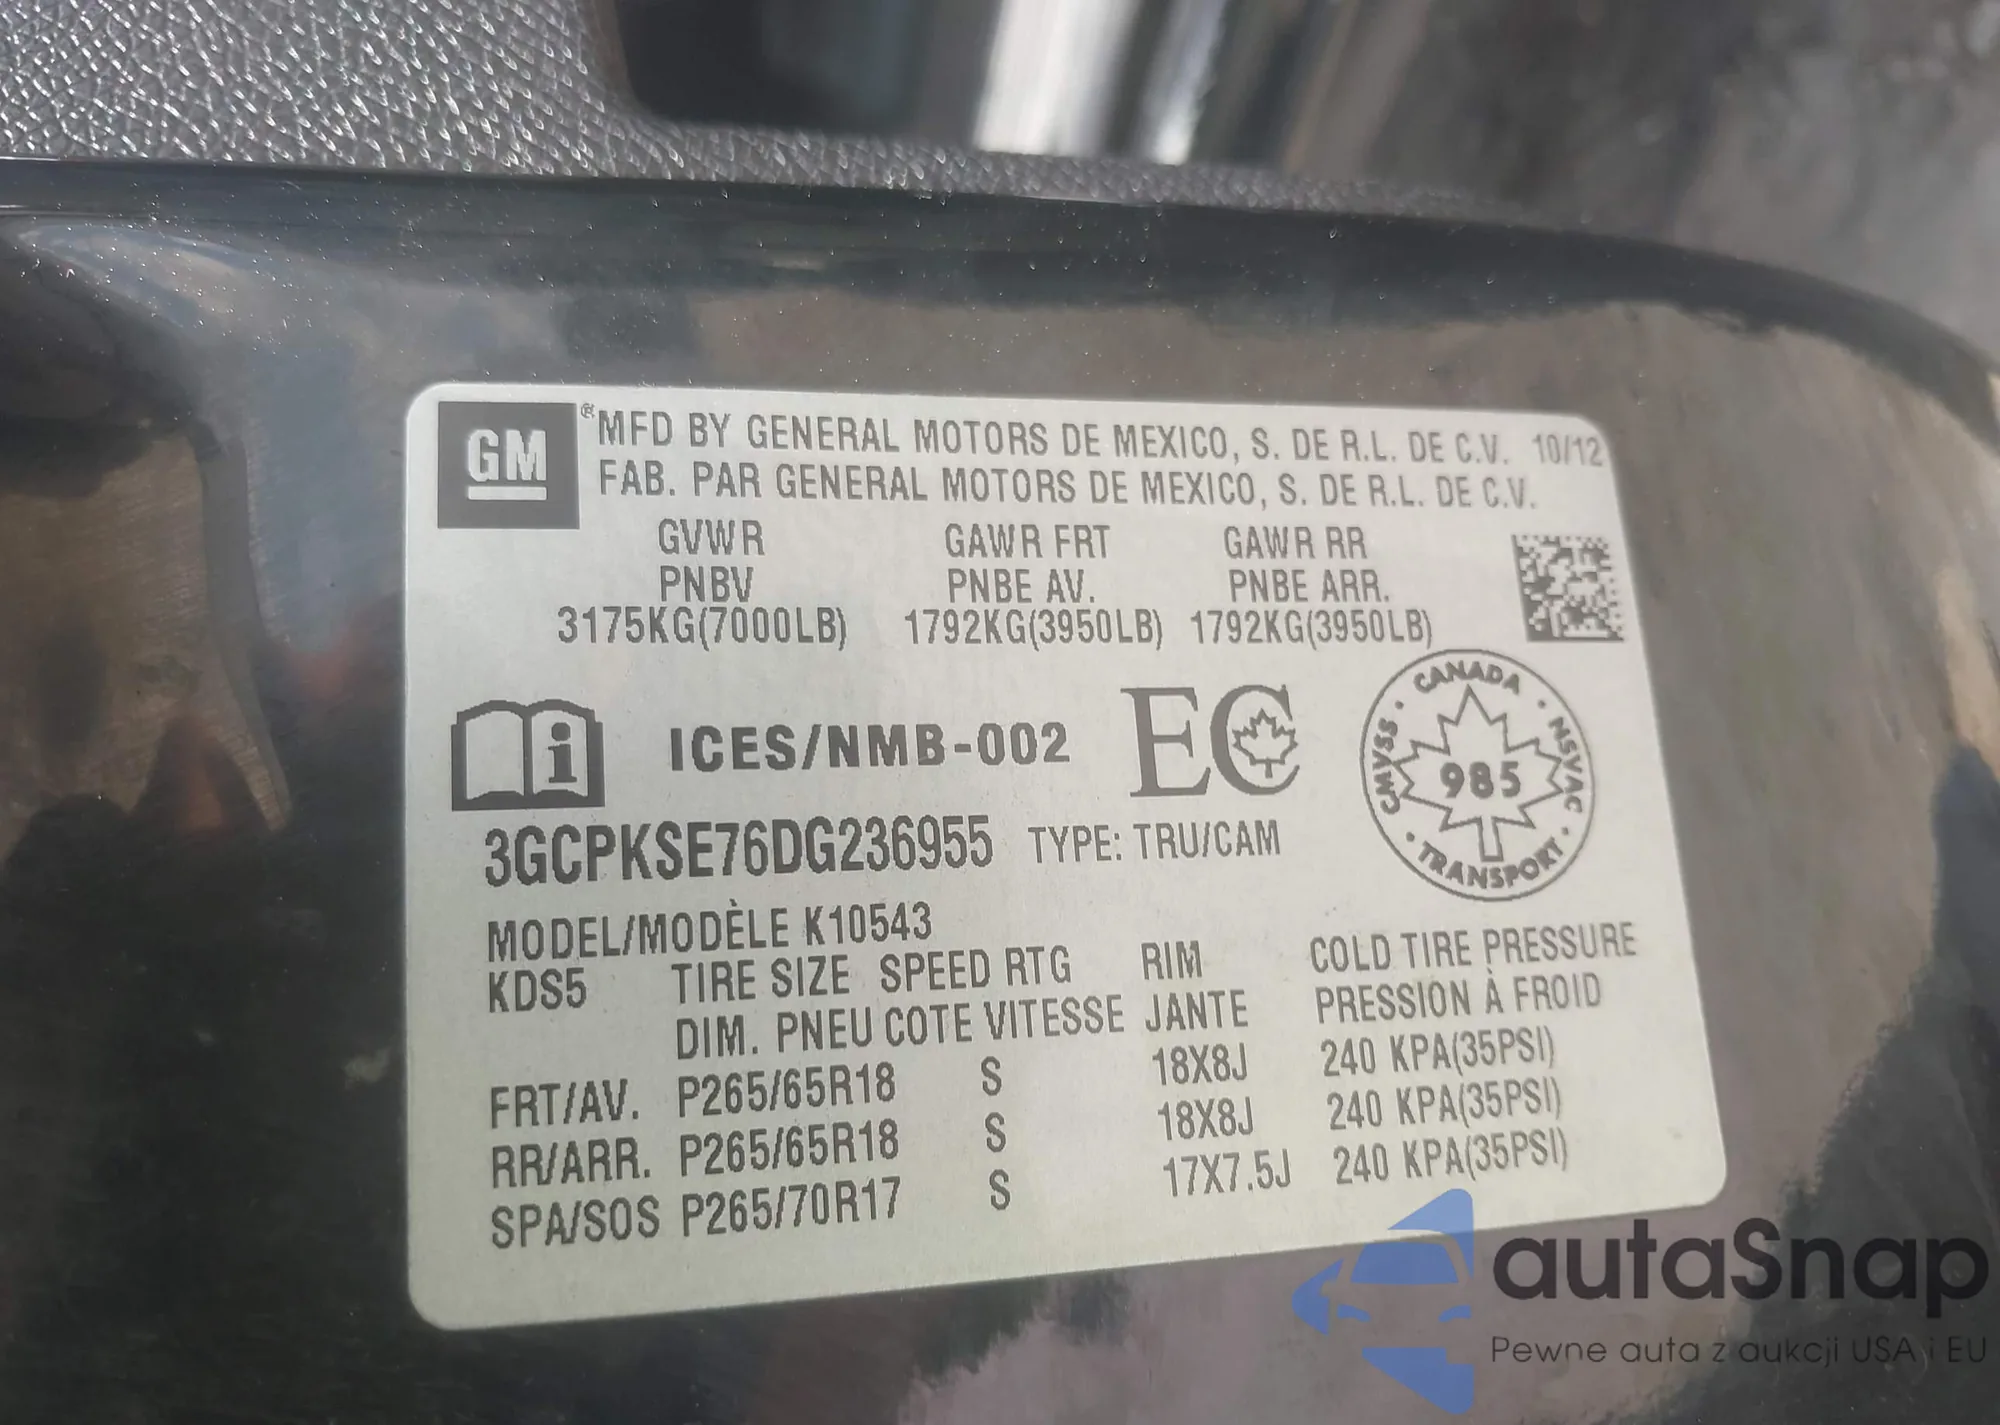 GM
®MFD BY GENERAL MOTORS DE MEXICO, S. DE R.L. DE C.V. 10/12
FAB. PAR GENERAL MOTORS DE MEXICO, S. DE R.L. DE C.V.
GVWR GAWR FRT GAWR RR
PNBV PNBE AV. PNBE ARR.
3175KG(7000LB) 1792KG(3950LB) 1792KG(3950LB)
i ICES/NMB-002 EC
CANADA · NSVAC · TRANSPORT · CMVSS ·
985
3GCPKSE76DG236955 TYPE: TRU/CAM
MODEL/MODÈLE K10543
KDS5 TIRE SIZE SPEED RTG RIM COLD TIRE PRESSURE
DIM. PNEU COTE VITESSE JANTE PRESSION À FROID
FRT/AV. P265/65R18 S 18X8J 240 KPA(35PSI)
RR/ARR. P265/65R18 S 18X8J 240 KPA(35PSI)
SPA/SOS P265/70R17 S 17X7.5J 240 KPA(35PSI)
autaSnap
Pewne auta z aukcji USA i EU